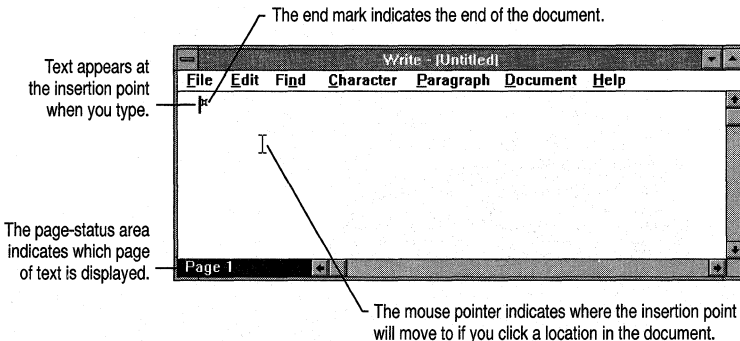 The end mark indicates the end of the document.
Text appears at
the insertion point
when you type.
Write - [Untitled]
File Edit Find Character Paragraph Document Help
The page-status area
indicates which page
of text is displayed.
Page 1
The mouse pointer indicates where the insertion point
will move to if you click a location in the document.